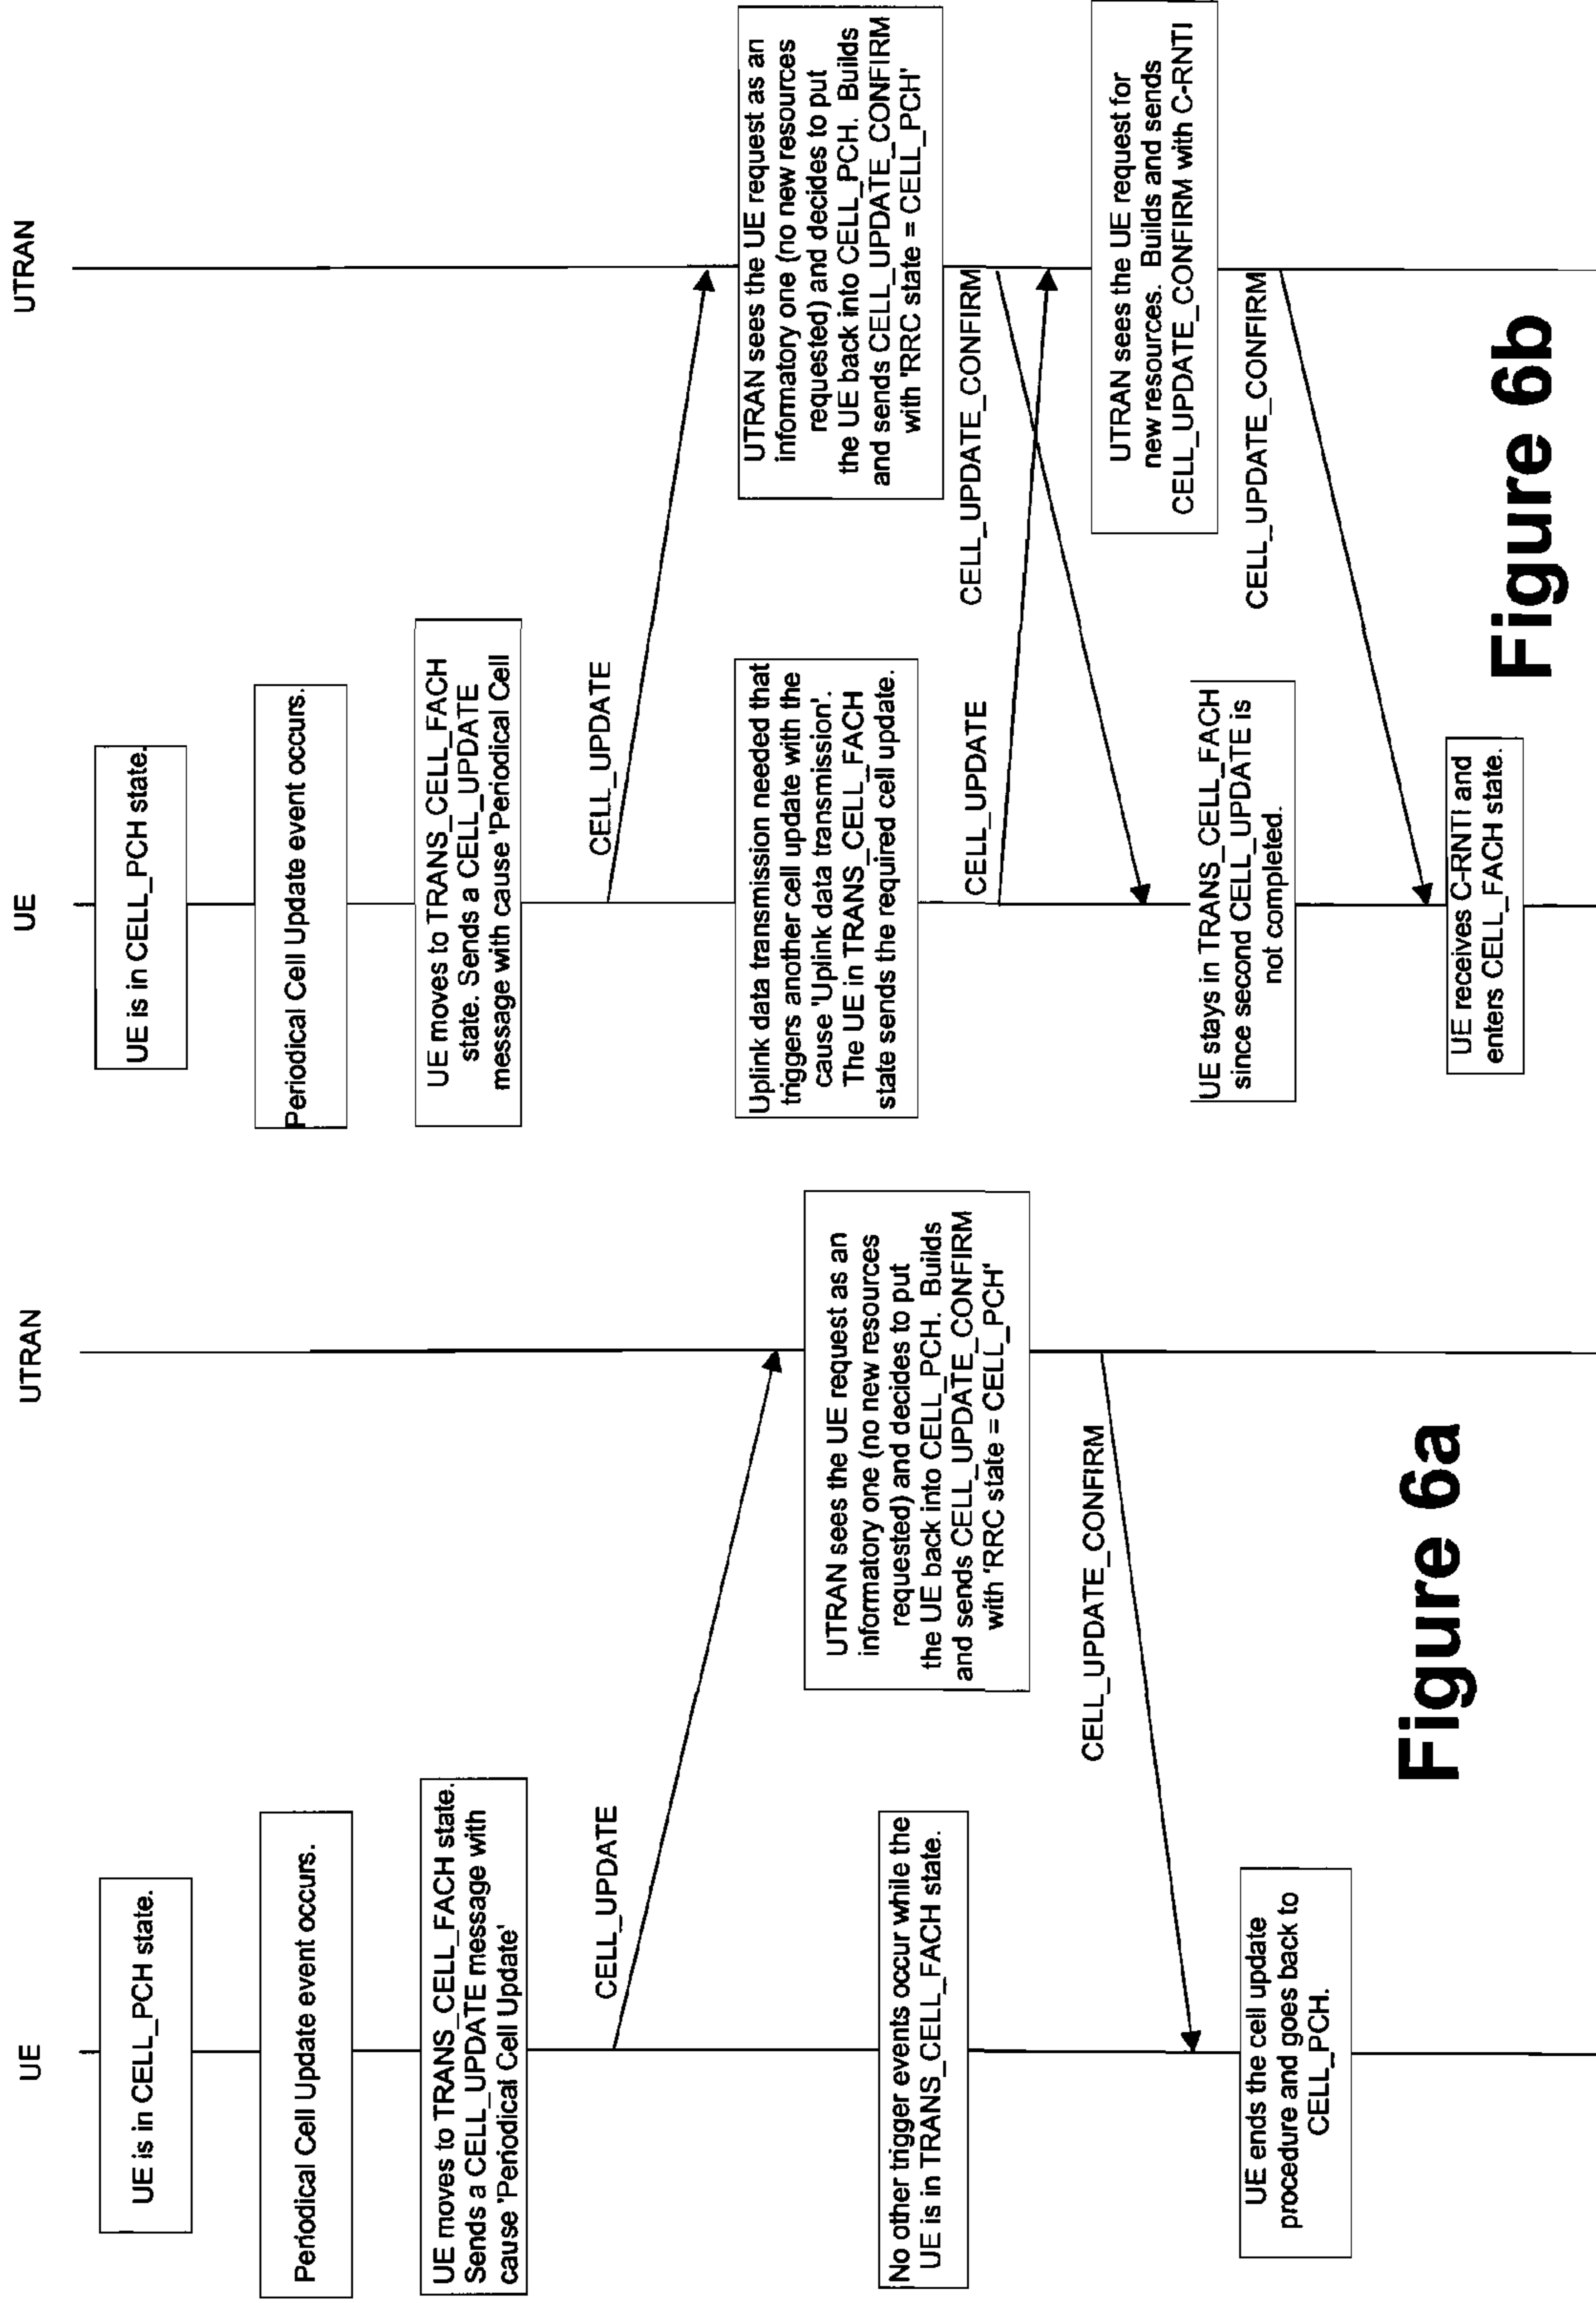 UE
UTRAN
UE is in CELL_PCH state.
Periodical Cell Update event occurs.
UE moves to TRANS_CELL_FACH state.
Sends a CELL_UPDATE message with
cause 'Periodical Cell Update'
CELL_UPDATE
UTRAN sees the UE request as an
informatory one (no new resources
requested) and decides to put
the UE back into CELL_PCH. Builds
and sends CELL_UPDATE_CONFIRM
with 'RRC state = CELL_PCH'
No other trigger events occur while the
UE is in TRANS_CELL_FACH state.
CELL_UPDATE_CONFIRM
UE ends the cell update
procedure and goes back to
CELL_PCH.
Figure 6a
UE
UTRAN
UE is in CELL_PCH state.
Periodical Cell Update event occurs.
UE moves to TRANS_CELL_FACH
state. Sends a CELL_UPDATE
message with cause 'Periodical Cell
CELL_UPDATE
UTRAN sees the UE request as an
informatory one (no new resources
requested) and decides to put
the UE back into CELL_PCH. Builds
and sends CELL_UPDATE_CONFIRM
with 'RRC state = CELL_PCH'
Uplink data transmission needed that
triggers another cell update with the
cause 'Uplink data transmission'.
The UE in TRANS_CELL_FACH
state sends the required cell update.
CELL_UPDATE
CELL_UPDATE_CONFIRM
UTRAN sees the UE request for
new resources. Builds and sends
CELL_UPDATE_CONFIRM with C-RNTI
UE stays in TRANS_CELL_FACH
since second CELL_UPDATE is
not completed.
CELL_UPDATE_CONFIRM
UE receives C-RNTI and
enters CELL_FACH state.
Figure 6b